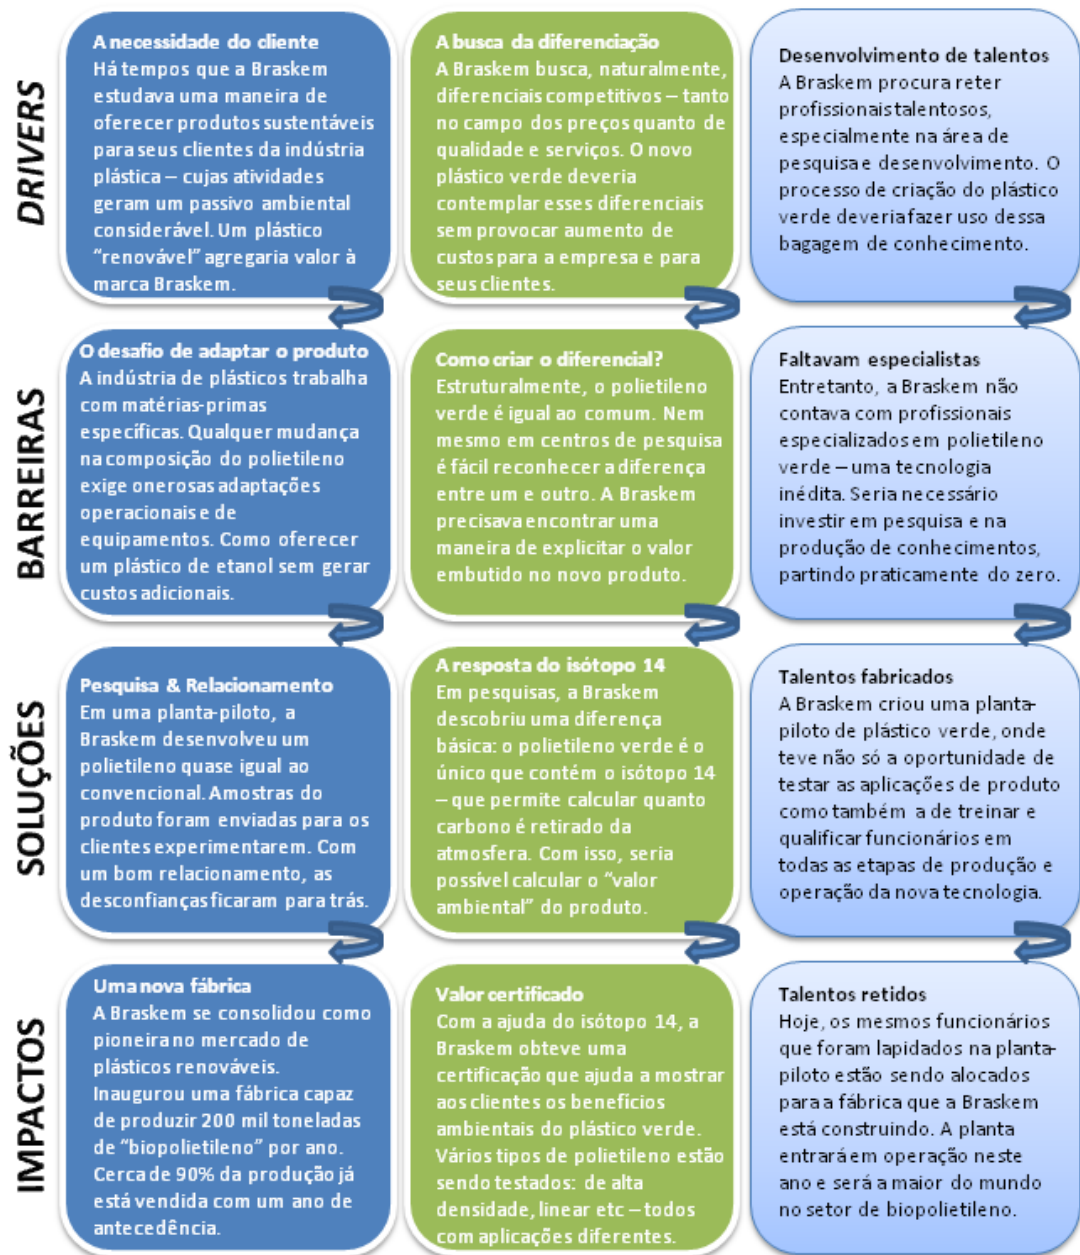 DRIVERS
A necessidade do cliente
Há tempos que a Braskem
estudava uma maneira de
oferecer produtos sustentáveis
para seus clientes da indústria
plástica – cujas atividades
geram um passivo ambiental
considerável. Um plástico
“renovável” agregaria valor à
marca Braskem.
A busca da diferenciação
A Braskem busca, naturalmente,
diferenciais competitivos – tanto
no campo dos preços quanto de
qualidade e serviços. O novo
plástico verde deveria
contemplar esses diferenciais
sem provocar aumento de
custos para a empresa e para
seus clientes.
Desenvolvimento de talentos
A Braskem procura reter
profissionais talentosos,
especialmente na área de
pesquisa e desenvolvimento. O
processo de criação do plástico
verde deveria fazer uso dessa
bagagem de conhecimento.
BARREIRAS
O desafio de adaptar o produto
A indústria de plásticos trabalha
com matérias-primas
específicas. Qualquer mudança
na composição do polietileno
exige onerosas adaptações
operacionais e de
equipamentos. Como oferecer
um plástico de etanol sem gerar
custos adicionais.
Como criar o diferencial?
Estruturalmente, o polietileno
verde é igual ao comum. Nem
mesmo em centros de pesquisa
é fácil reconhecer a diferença
entre um e outro. A Braskem
precisava encontrar uma
maneira de explicitar o valor
embutido no novo produto.
Faltavam especialistas
Entretanto, a Braskem não
contava com profissionais
especializados em polietileno
verde – uma tecnologia
inédita. Seria necessário
investir em pesquisa e na
produção de conhecimentos,
partindo praticamente do zero.
SOLUÇÕES
Pesquisa & Relacionamento
Em uma planta-piloto, a
Braskem desenvolveu um
polietileno quase igual ao
convencional. Amostras do
produto foram enviadas para os
clientes experimentarem. Com
um bom relacionamento, as
desconfianças ficaram para trás.
A resposta do isótopo 14
Em pesquisas, a Braskem
descobriu uma diferença
básica: o polietileno verde é o
único que contém o isótopo 14
– que permite calcular quanto
carbono é retirado da
atmosfera. Com isso, seria
possível calcular o “valor
ambiental” do produto.
Talentos fabricados
A Braskem criou uma planta-
piloto de plástico verde, onde
teve não só a oportunidade de
testar as aplicações de produto
como também a de treinar e
qualificar funcionários em
todas as etapas de produção e
operação da nova tecnologia.
IMPACTOS
Uma nova fábrica
A Braskem se consolidou como
pioneira no mercado de
plásticos renováveis.
Inaugurou uma fábrica capaz
de produzir 200 mil toneladas
de “biopolietileno” por ano.
Cerca de 90% da produção já
está vendida com um ano de
antecedência.
Valor certificado
Com a ajuda do isótopo 14, a
Braskem obteve uma
certificação que ajuda a mostrar
aos clientes os benefícios
ambientais do plástico verde.
Vários tipos de polietileno estão
sendo testados: de alta
densidade, linear etc – todos
com aplicações diferentes.
Talentos retidos
Hoje, os mesmos funcionários
que foram lapidados na planta-
piloto estão sendo alocados
para a fábrica que a Braskem
está construindo. A planta
entrará em operação neste
ano e será a maior do mundo
no setor de biopolietileno.